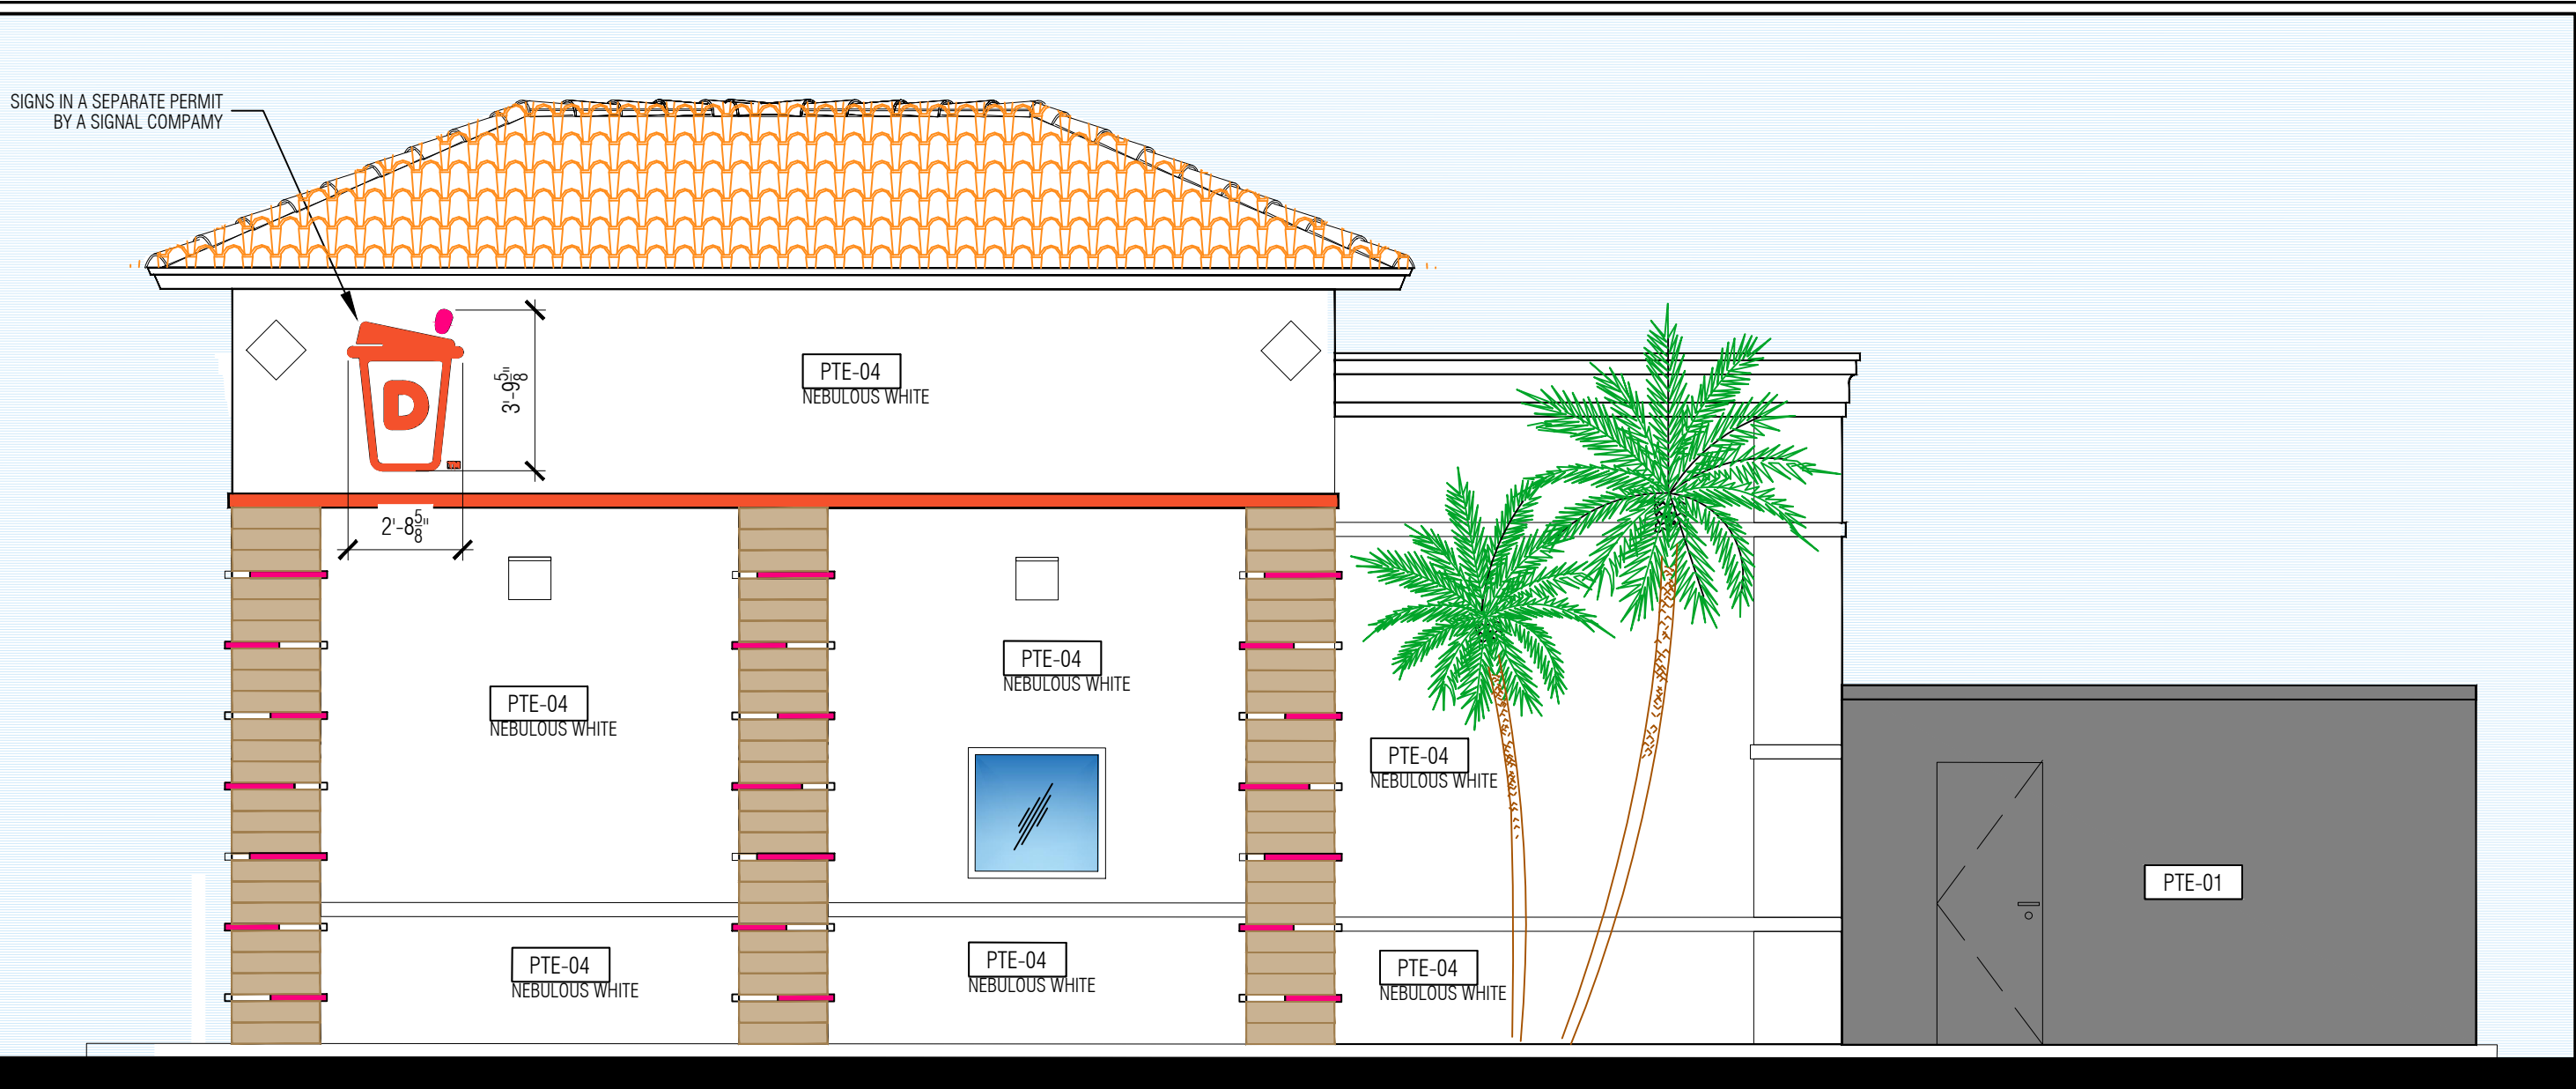 SIGNS IN A SEPARATE PERMIT
BY A SIGNAL COMPAMY
3'-9 5/8"
PTE-04
NEBULOUS WHITE
D
TM
2'-8 5/8"
PTE-04
NEBULOUS WHITE
PTE-04
NEBULOUS WHITE
PTE-04
NEBULOUS WHITE
PTE-01
PTE-04
NEBULOUS WHITE
PTE-04
NEBULOUS WHITE
PTE-04
NEBULOUS WHITE